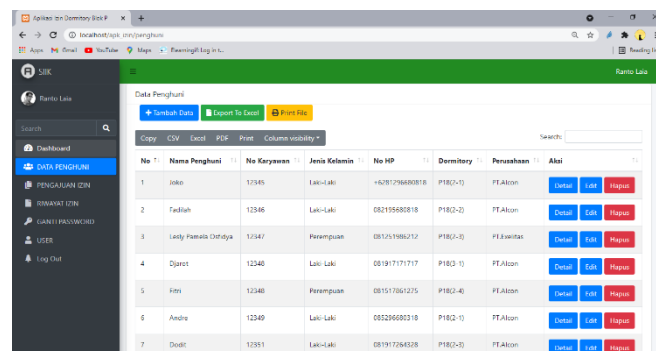 Aplikasi Izin Dormitory Blok P
localhost/apk_izin/penghuni
Apps Gmail YouTube Maps Elearning®|Log in t...
Reading li
SIIK
Ranto Laia
Ranto Laia
Data Penghuni
+ Tambah Data Export To Excel Print File
Search
Copy CSV Excel PDF Print Column visibility
Search:
Dashboard
DATA PENGHUNI
PENGAJUAN IZIN
RIWAYAT IZIN
GANTI PASSWORD
USER
Log Out
No Nama Penghuni No Karyawan Jenis Kelamin No HP Dormitory Perusahaan Aksi
1 Joko 12345 Laki-Laki +6281296680818 P18(2-1) PT.Alcon Detail Edit Hapus
2 Fadilah 12346 Laki-Laki 082195680818 P18(2-2) PT.Alcon Detail Edit Hapus
3 Lesly Pamela 12347 Perempuan 081251986212 P18(2-3) PT.Exelitas Detail Edit Hapus
4 Djarot 12348 Laki-Laki 081917171717 P18(3-1) PT.Alcon Detail Edit Hapus
5 Fitri 12348 Perempuan 081517861275 P18(2-4) PT.Alcon Detail Edit Hapus
6 Andre 12349 Laki-Laki 085296680318 P18(2-1) PT.Alcon Detail Edit Hapus
7 Dodit 12351 Laki-Laki 081917264328 P18(2-3) PT.Alcon Detail Edit Hapus